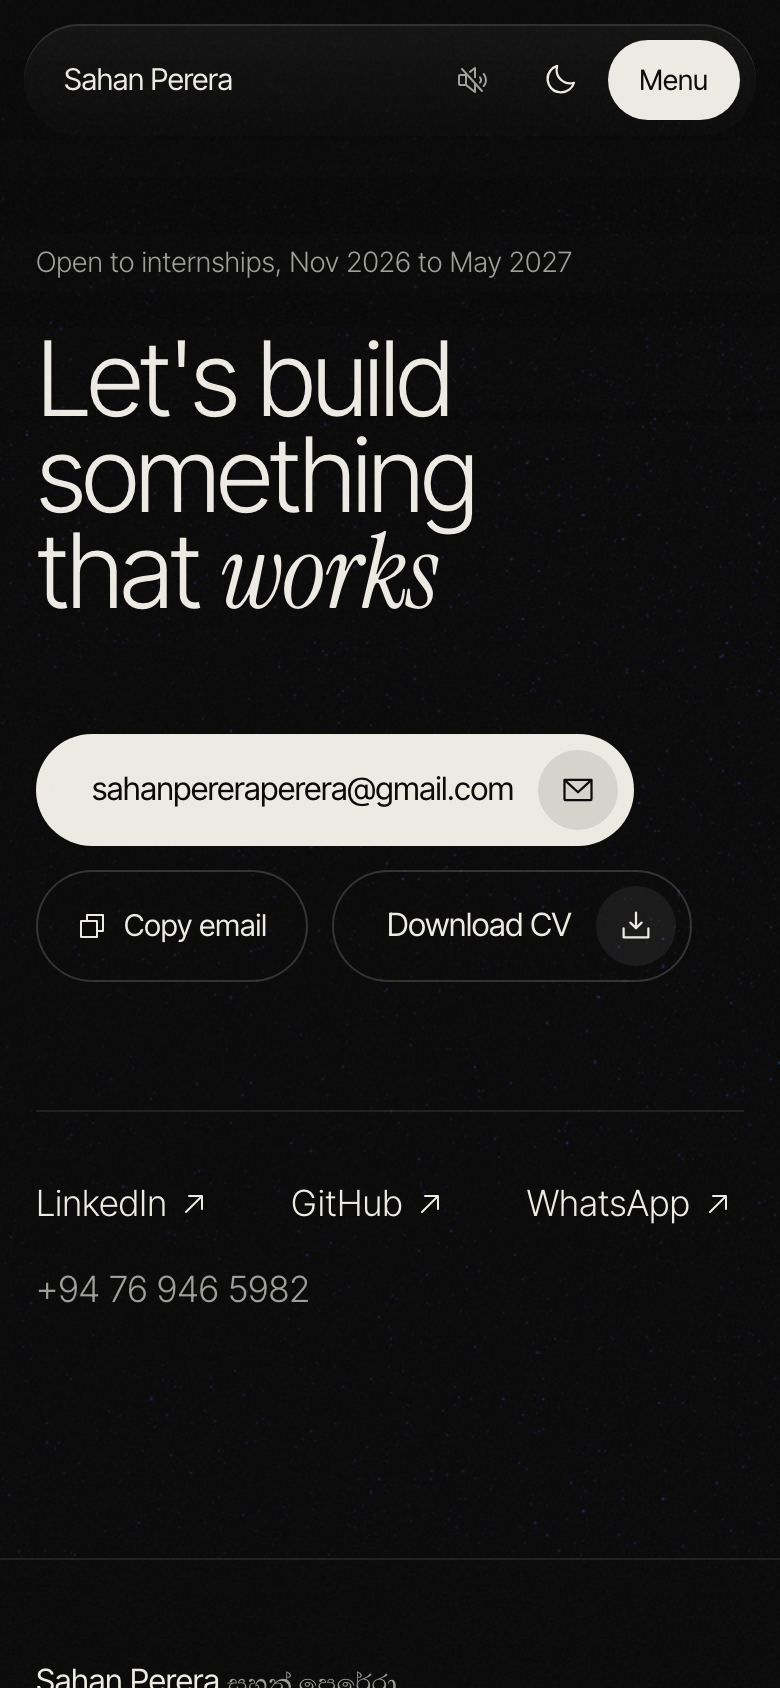 Sahan Perera
Menu
Open to internships, Nov 2026 to May 2027
Let's build
something
that works
sahanpereraperera@gmail.com
Copy email
Download CV
LinkedIn
GitHub
WhatsApp
+94 76 946 5982
Sahan Perera සහන් පෙරේරා